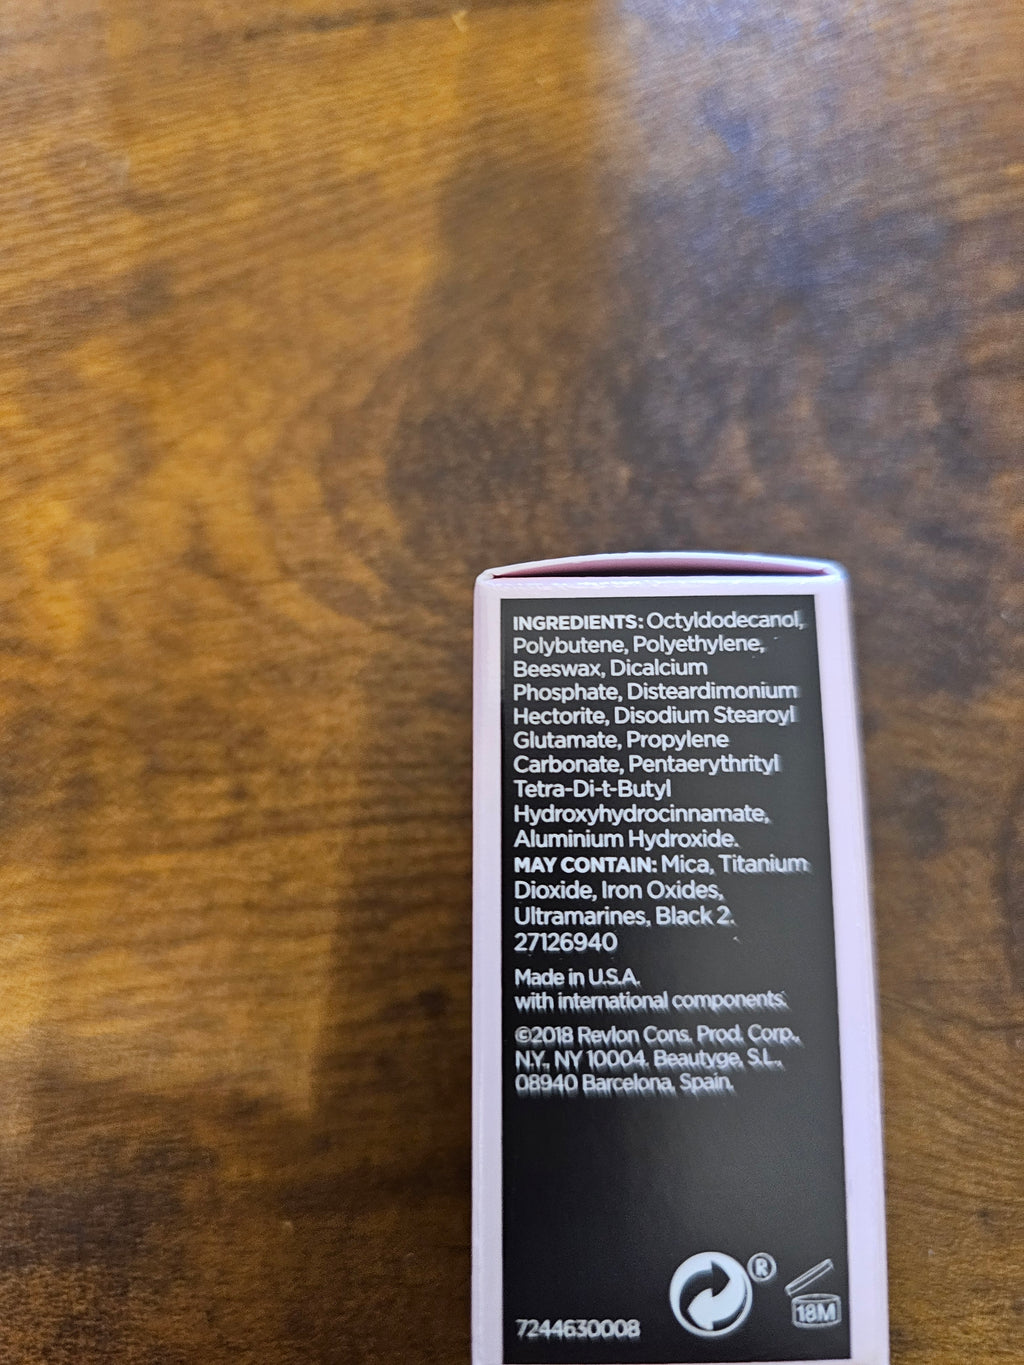 INGREDIENTS: Octyldodecanol,
Polybutene, Polyethylene,
Beeswax, Dicalcium
Phosphate, Disteardimonium
Hectorite, Disodium Stearoyl
Glutamate, Propylene
Carbonate, Pentaerythrityl
Tetra-Di-t-Butyl
Hydroxyhydrocinnamate,
Aluminium Hydroxide.
MAY CONTAIN: Mica, Titanium
Dioxide, Iron Oxides,
Ultramarines, Black 2.
27126940
Made in U.S.A.
with international components.
©2018 Revlon Cons. Prod. Corp.,
N.Y., NY 10004. Beautyge, S.L.,
08940 Barcelona, Spain.
®
18M
7244630008